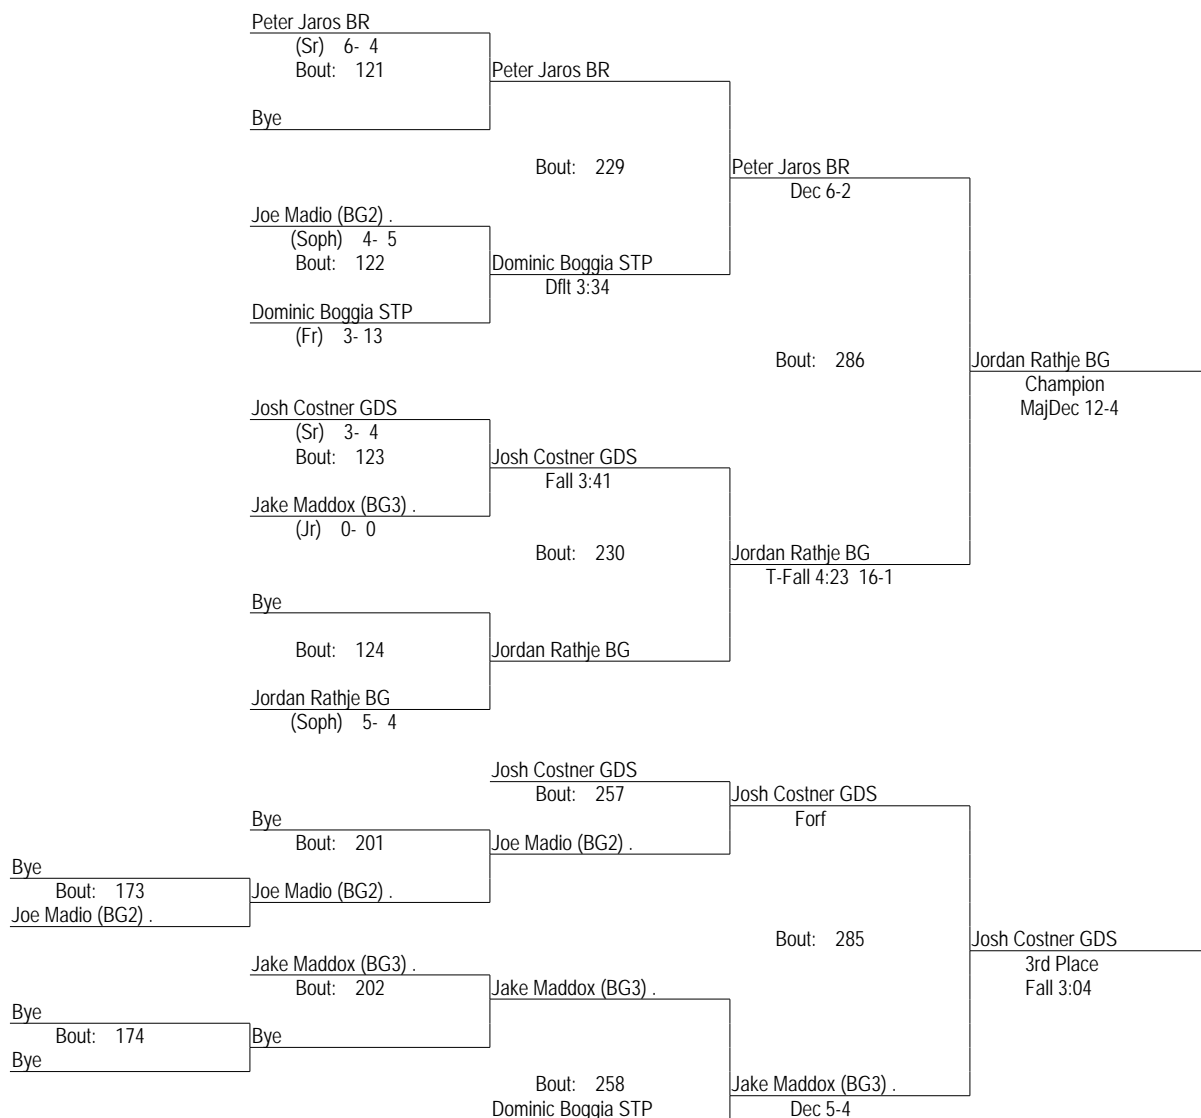 Peter Jaros BR
(Sr) 6- 4
Bout: 121
Peter Jaros BR
Bye
Bout: 229
Peter Jaros BR
Dec 6-2
Joe Madio (BG2) .
(Soph) 4- 5
Bout: 122
Dominic Boggia STP
Dflt 3:34
Dominic Boggia STP
(Fr) 3- 13
Bout: 286
Jordan Rathje BG
Champion
MajDec 12-4
Josh Costner GDS
(Sr) 3- 4
Bout: 123
Josh Costner GDS
Fall 3:41
Jake Maddox (BG3) .
(Jr) 0- 0
Bout: 230
Jordan Rathje BG
T-Fall 4:23 16-1
Bye
Bout: 124
Jordan Rathje BG
Jordan Rathje BG
(Soph) 5- 4
Josh Costner GDS
Bout: 257
Josh Costner GDS
Forf
Bye
Bout: 201
Joe Madio (BG2) .
Bye
Bout: 173
Joe Madio (BG2) .
Joe Madio (BG2) .
Bout: 285
Josh Costner GDS
3rd Place
Fall 3:04
Jake Maddox (BG3) .
Bout: 202
Jake Maddox (BG3) .
Bye
Bout: 174
Bye
Bye
Bout: 258
Jake Maddox (BG3) .
Dominic Boggia STP
Dec 5-4